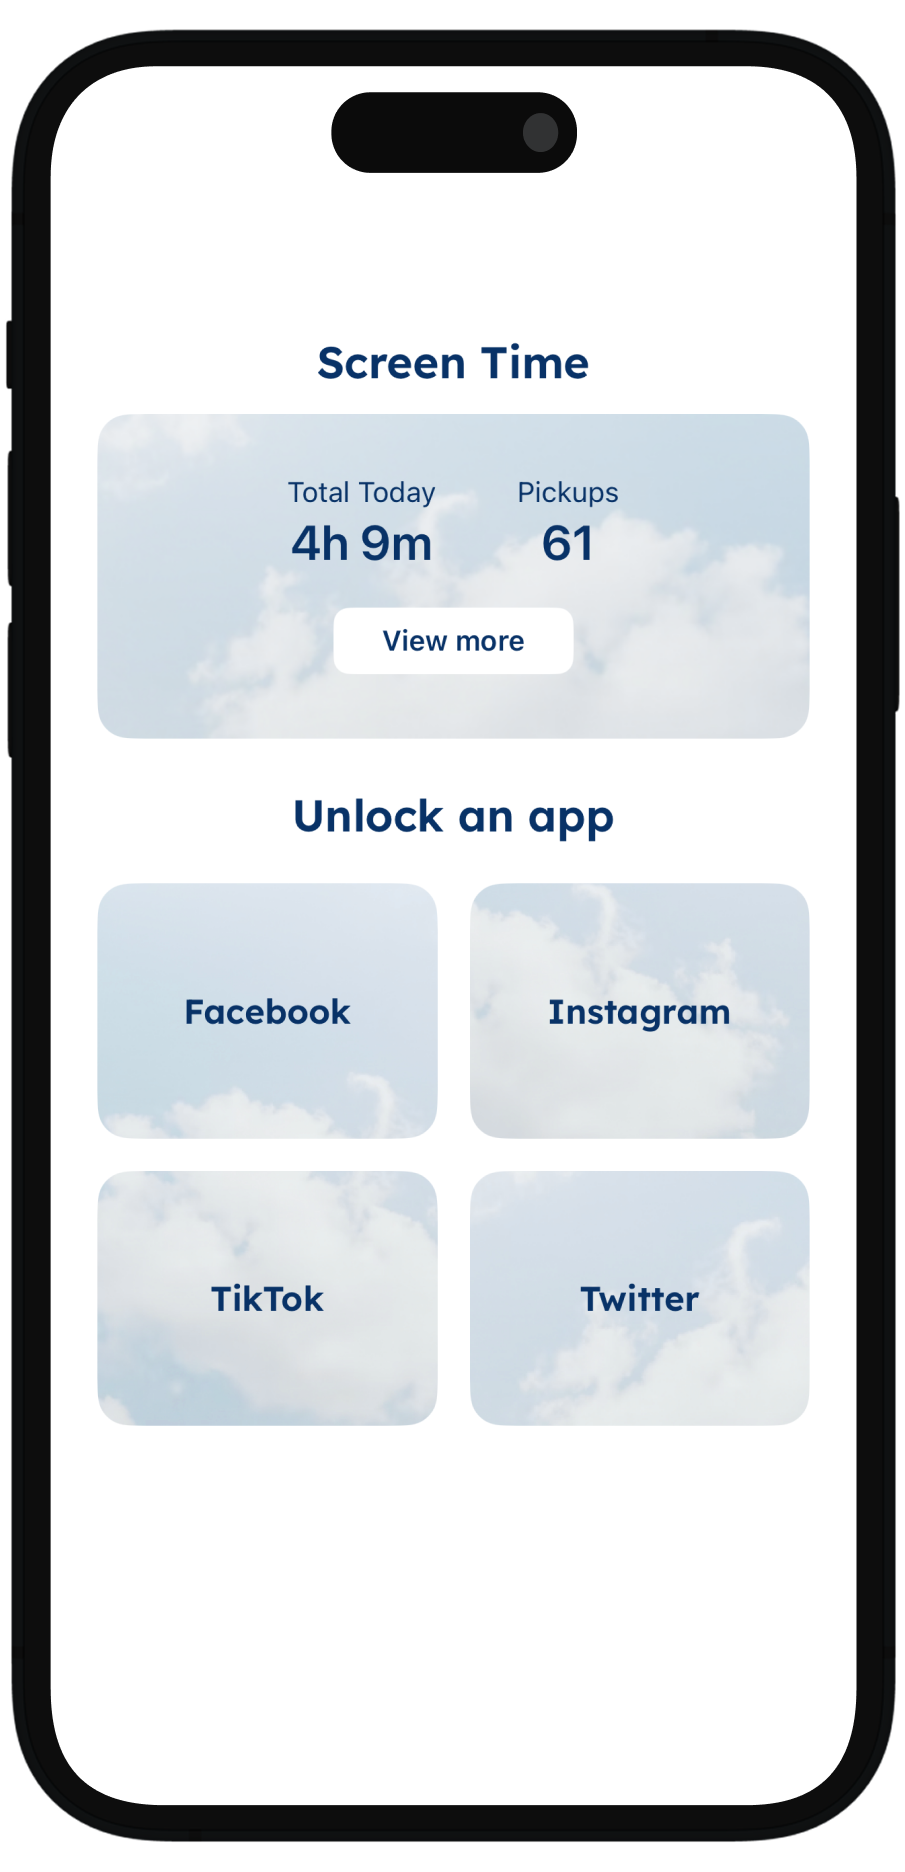 Screen Time
Total Today Pickups
4h 9m 61
View more
Unlock an app
Facebook Instagram
TikTok Twitter